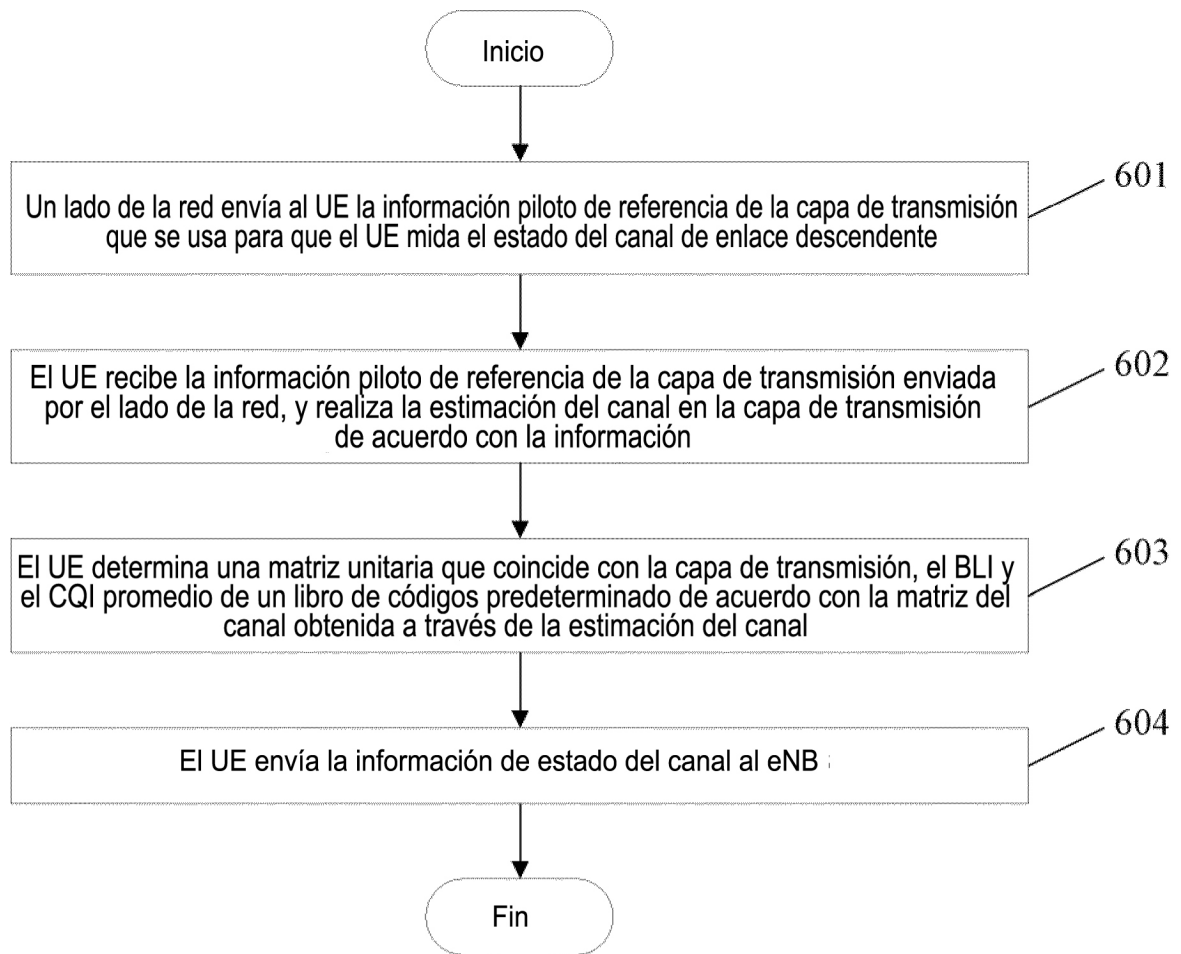 Inicio
601
Un lado de la red envía al UE la información piloto de referencia de la capa de transmisión
que se usa para que el UE mida el estado del canal de enlace descendente
602
El UE recibe la información piloto de referencia de la capa de transmisión enviada
por el lado de la red, y realiza la estimación del canal en la capa de transmisión
de acuerdo con la información
603
El UE determina una matriz unitaria que coincide con la capa de transmisión, el BLI y
el CQI promedio de un libro de códigos predeterminado de acuerdo con la matriz del
canal obtenida a través de la estimación del canal
604
El UE envía la información de estado del canal al eNB
Fin